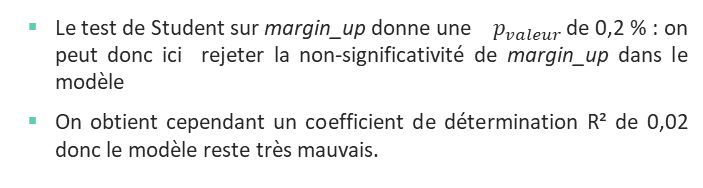 ▪ Le test de Student sur margin_up donne une p_valeur de 0,2 % : on
peut donc ici rejeter la non-significativité de margin_up dans le
modèle
▪ On obtient cependant un coefficient de détermination R² de 0,02
donc le modèle reste très mauvais.